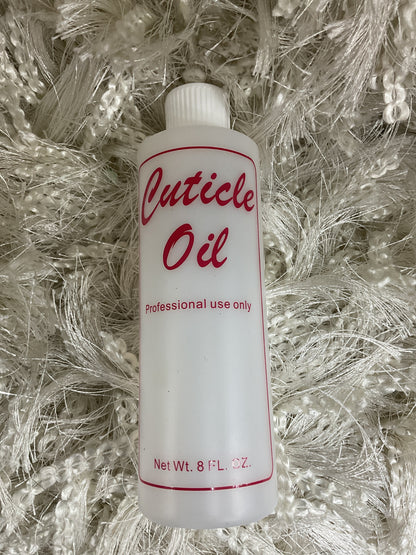 Cuticle
Oil
Professional use only
Net Wt. 8 FL. OZ.